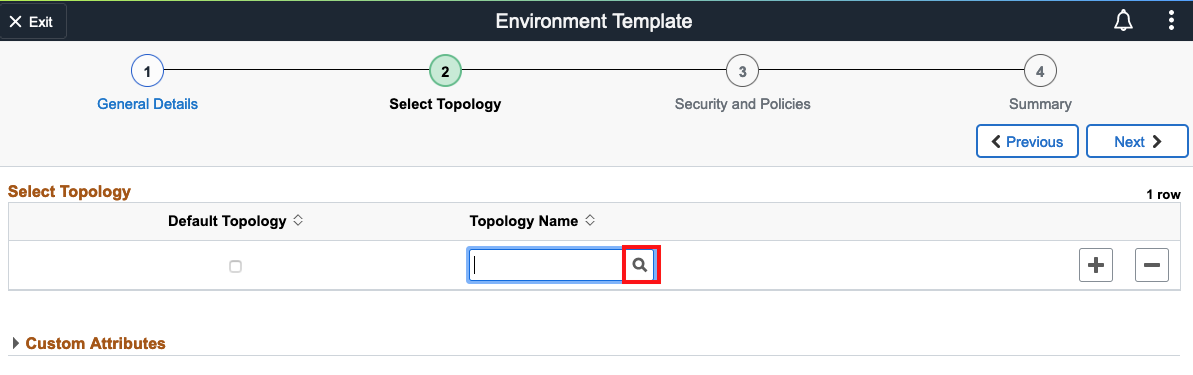 Exit Environment Template
1 2 3 4
General Details Select Topology Security and Policies Summary
Previous Next
Select Topology
1 row
Default Topology Topology Name
Custom Attributes